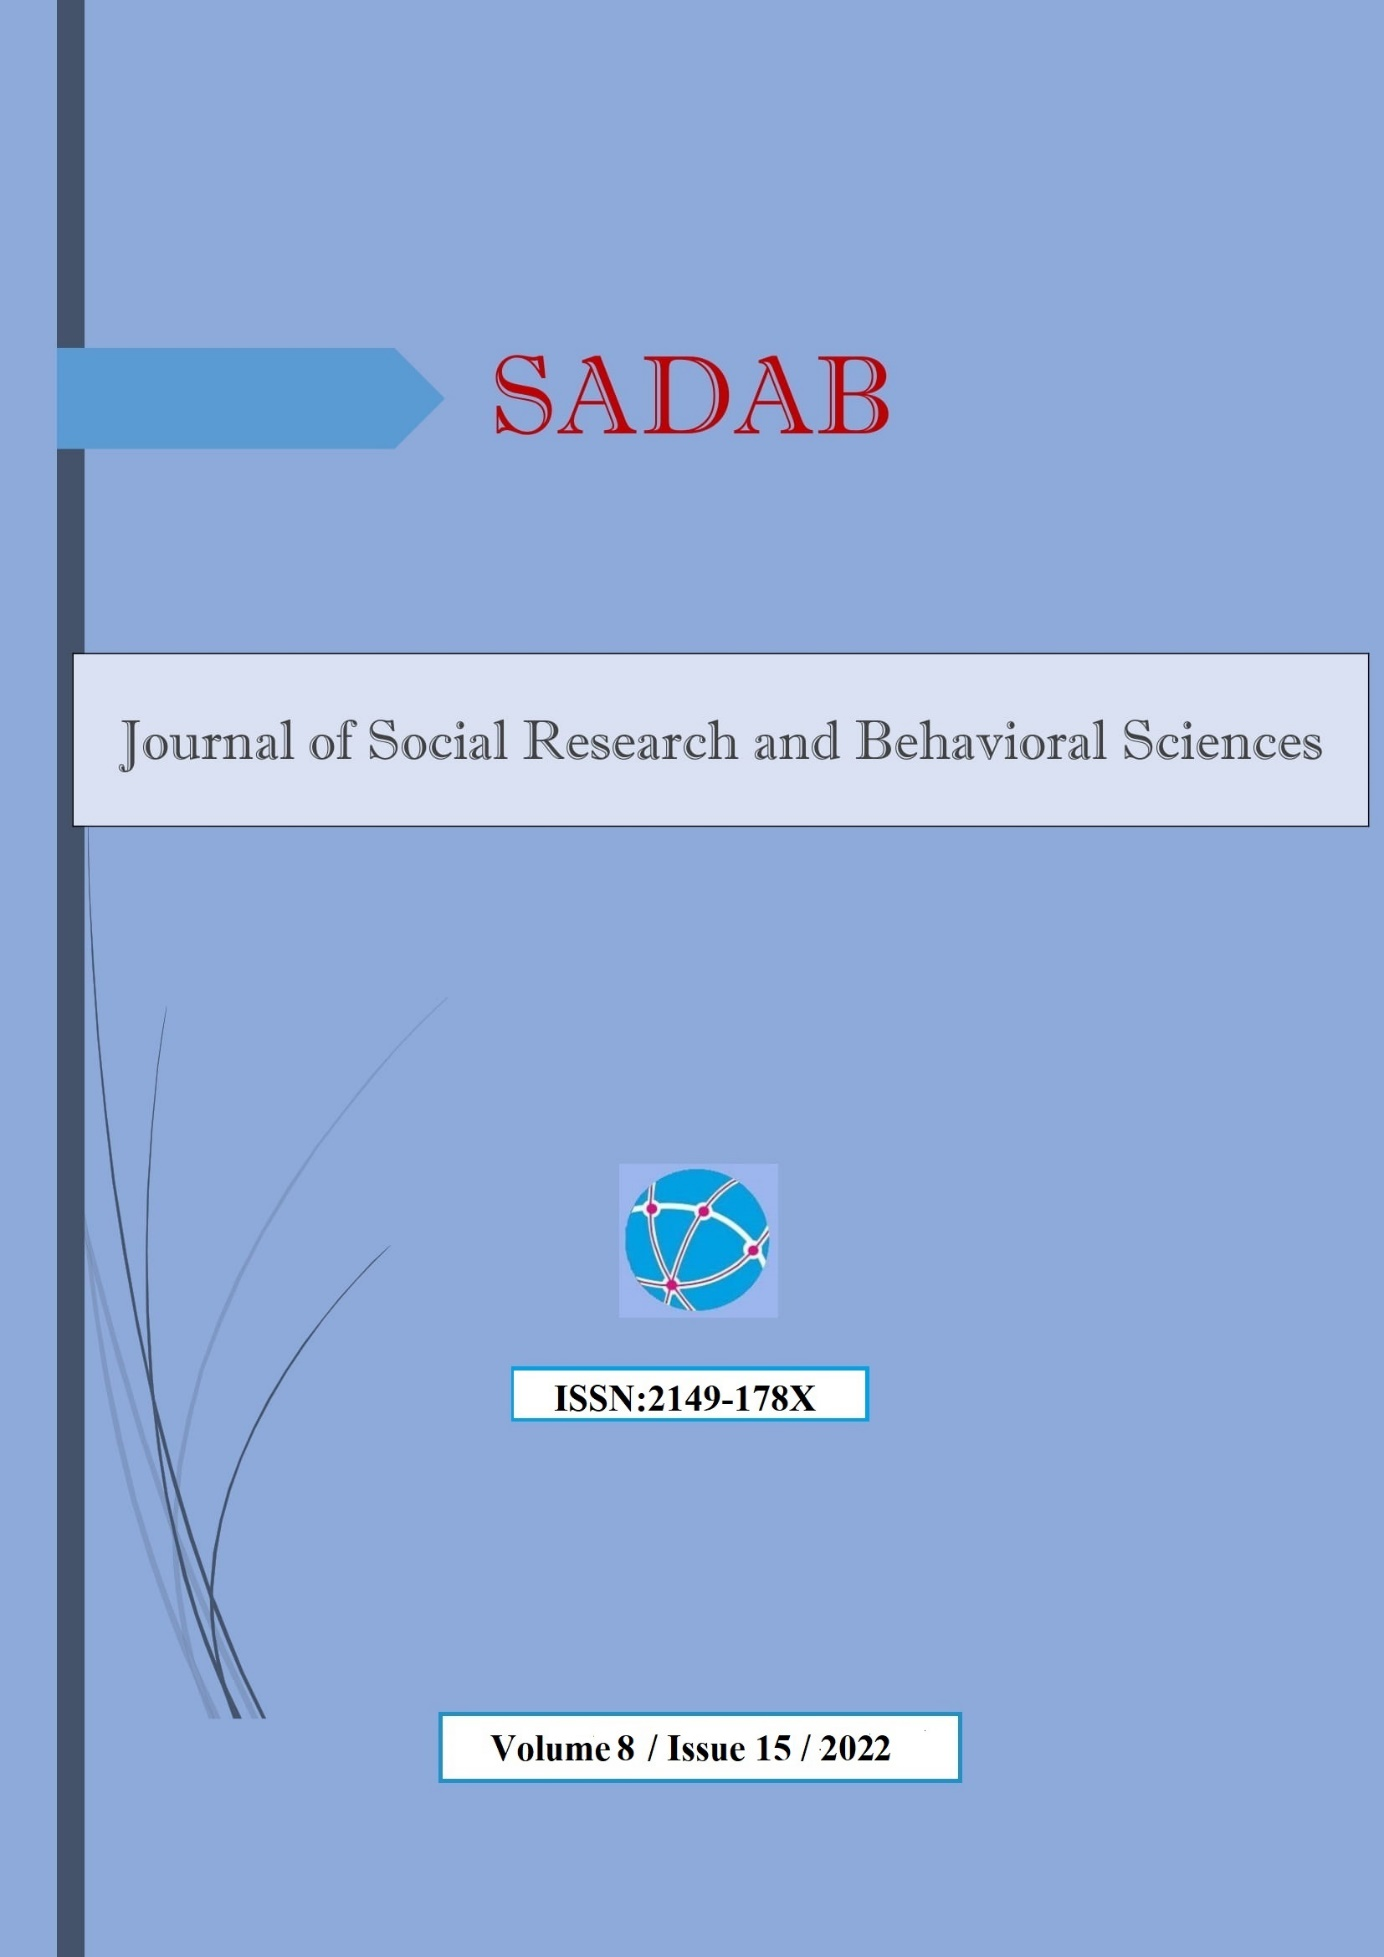 SADAB
Journal of Social Research and Behavioral Sciences
ISSN:2149-178X
Volume 8 / Issue 15 / 2022